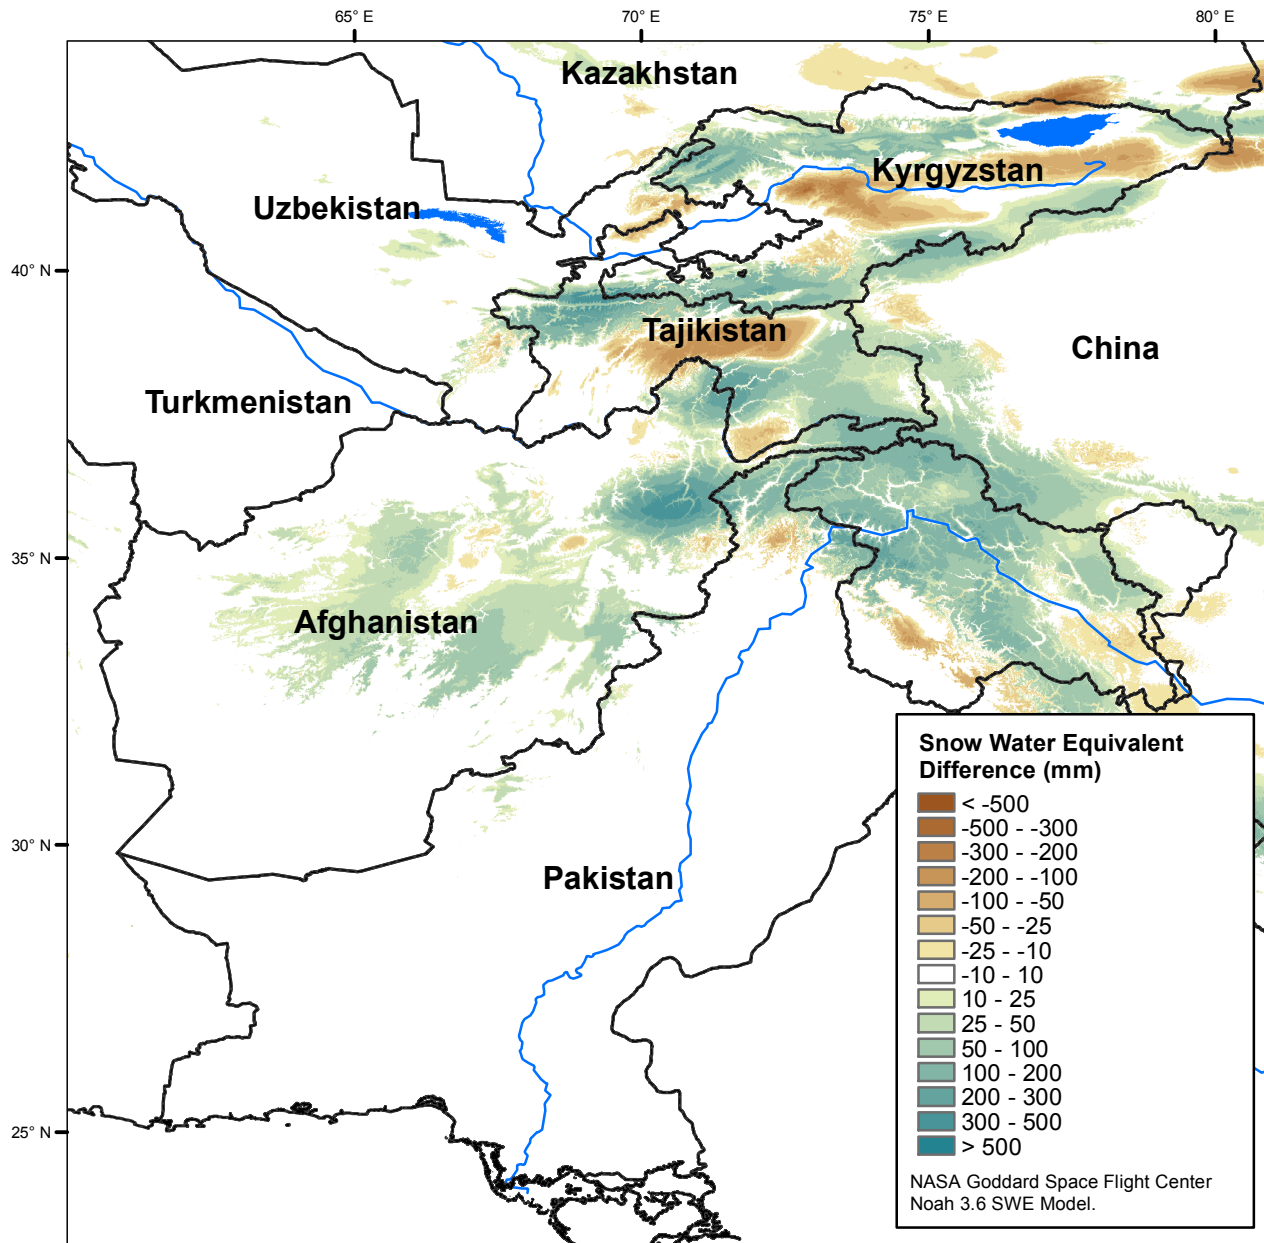 65° E
70° E
75° E
80° E
Kazakhstan
Kyrgyzstan
Uzbekistan
40° N
Tajikistan
China
Turkmenistan
35° N
Afghanistan
Snow Water Equivalent
Difference (mm)
< -500
-500 - -300
-300 - -200
-200 - -100
-100 - -50
-50 - -25
-25 - -10
-10 - 10
10 - 25
25 - 50
50 - 100
100 - 200
200 - 300
300 - 500
> 500
NASA Goddard Space Flight Center
Noah 3.6 SWE Model.
30° N
Pakistan
25° N